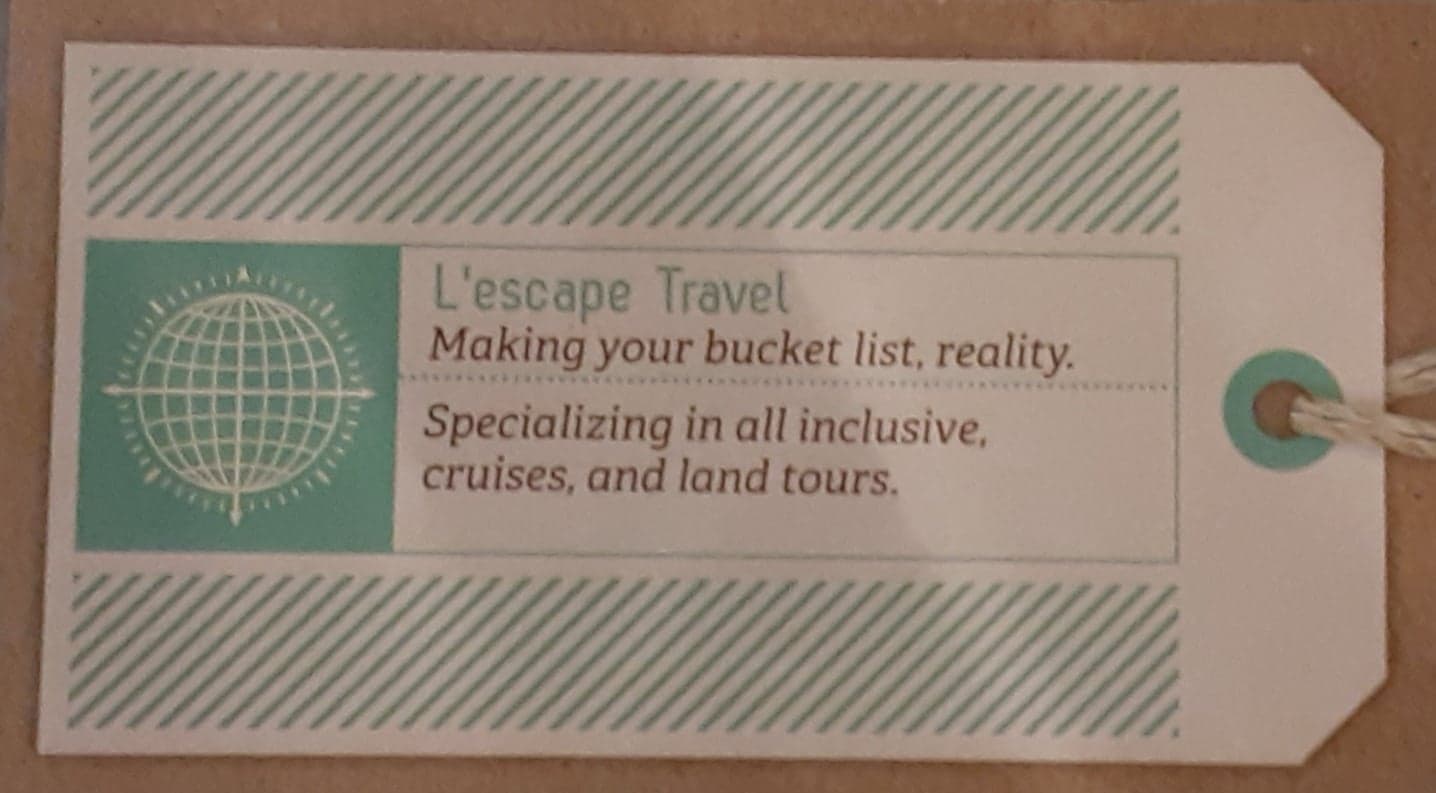 L'escape Travel
Making your bucket list, reality.
Specializing in all inclusive,
cruises, and land tours.